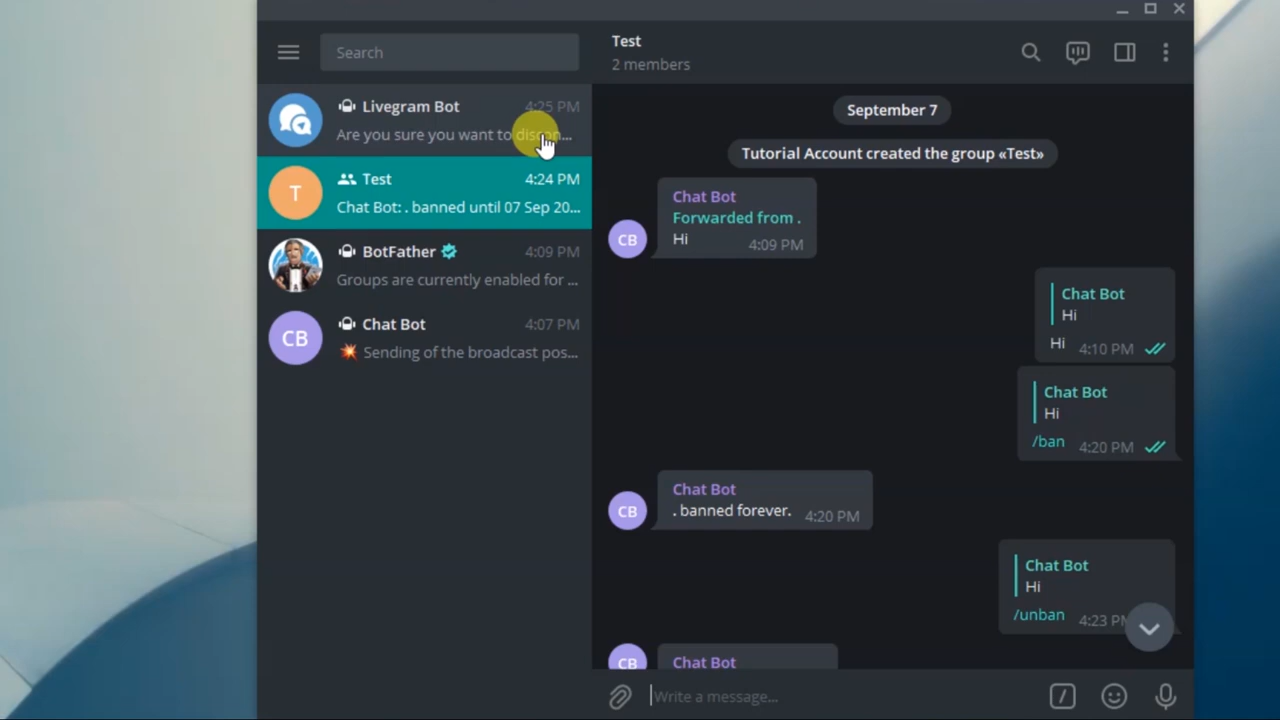 Search
Livegram Bot 4:25 PM
Are you sure you want to discon...
T
Test 4:24 PM
Chat Bot: . banned until 07 Sep 20...
BotFather 4:09 PM
Groups are currently enabled for ...
CB
Chat Bot 4:07 PM
Sending of the broadcast pos...
Test
2 members
September 7
Tutorial Account created the group «Test»
Chat Bot
Forwarded from .
CB
Hi 4:09 PM
Chat Bot
Hi
Hi 4:10 PM
Chat Bot
Hi
/ban 4:20 PM
Chat Bot
CB
. banned forever. 4:20 PM
Chat Bot
Hi
/unban 4:23 PM
CB
Chat Bot
Write a message...